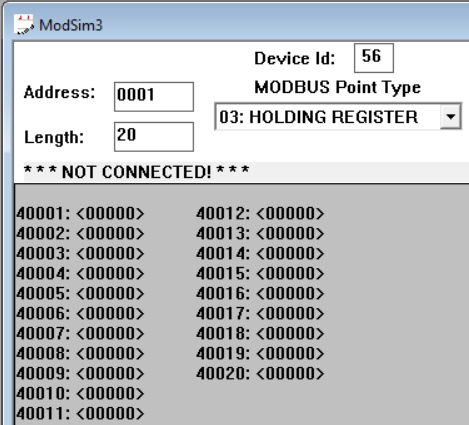 ModSim3
Device Id: 56
Address: 0001
MODBUS Point Type
03: HOLDING REGISTER
Length: 20
* * * NOT CONNECTED! * * *
40001: <00000> 40012: <00000>
40002: <00000> 40013: <00000>
40003: <00000> 40014: <00000>
40004: <00000> 40015: <00000>
40005: <00000> 40016: <00000>
40006: <00000> 40017: <00000>
40007: <00000> 40018: <00000>
40008: <00000> 40019: <00000>
40009: <00000> 40020: <00000>
40010: <00000>
40011: <00000>